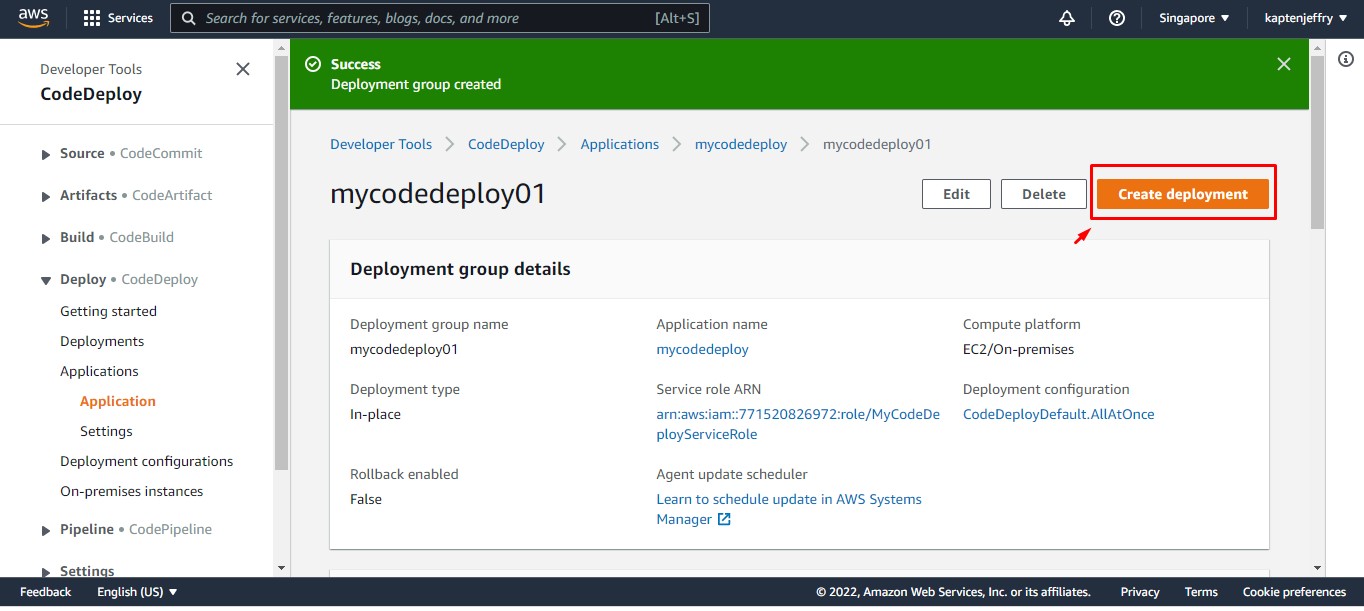 aws
Services
Search for services, features, blogs, docs, and more
[Alt+S]
Singapore
kaptenjeffry
Developer Tools
CodeDeploy
Source • CodeCommit
Artifacts • CodeArtifact
Build • CodeBuild
Deploy • CodeDeploy
Getting started
Deployments
Applications
Application
Settings
Deployment configurations
On-premises instances
Pipeline • CodePipeline
Settings
Success
Deployment group created
Developer Tools
CodeDeploy
Applications
mycodedeploy
mycodedeploy01
mycodedeploy01
Edit
Delete
Create deployment
Deployment group details
Deployment group name
mycodedeploy01
Application name
mycodedeploy
Compute platform
EC2/On-premises
Deployment type
In-place
Service role ARN
arn:aws:iam::771520826972:role/MyCodeDe
ployServiceRole
Deployment configuration
CodeDeployDefault.AllAtOnce
Rollback enabled
False
Agent update scheduler
Learn to schedule update in AWS Systems
Manager
Feedback
English (US)
© 2022, Amazon Web Services, Inc. or its affiliates.
Privacy
Terms
Cookie preferences